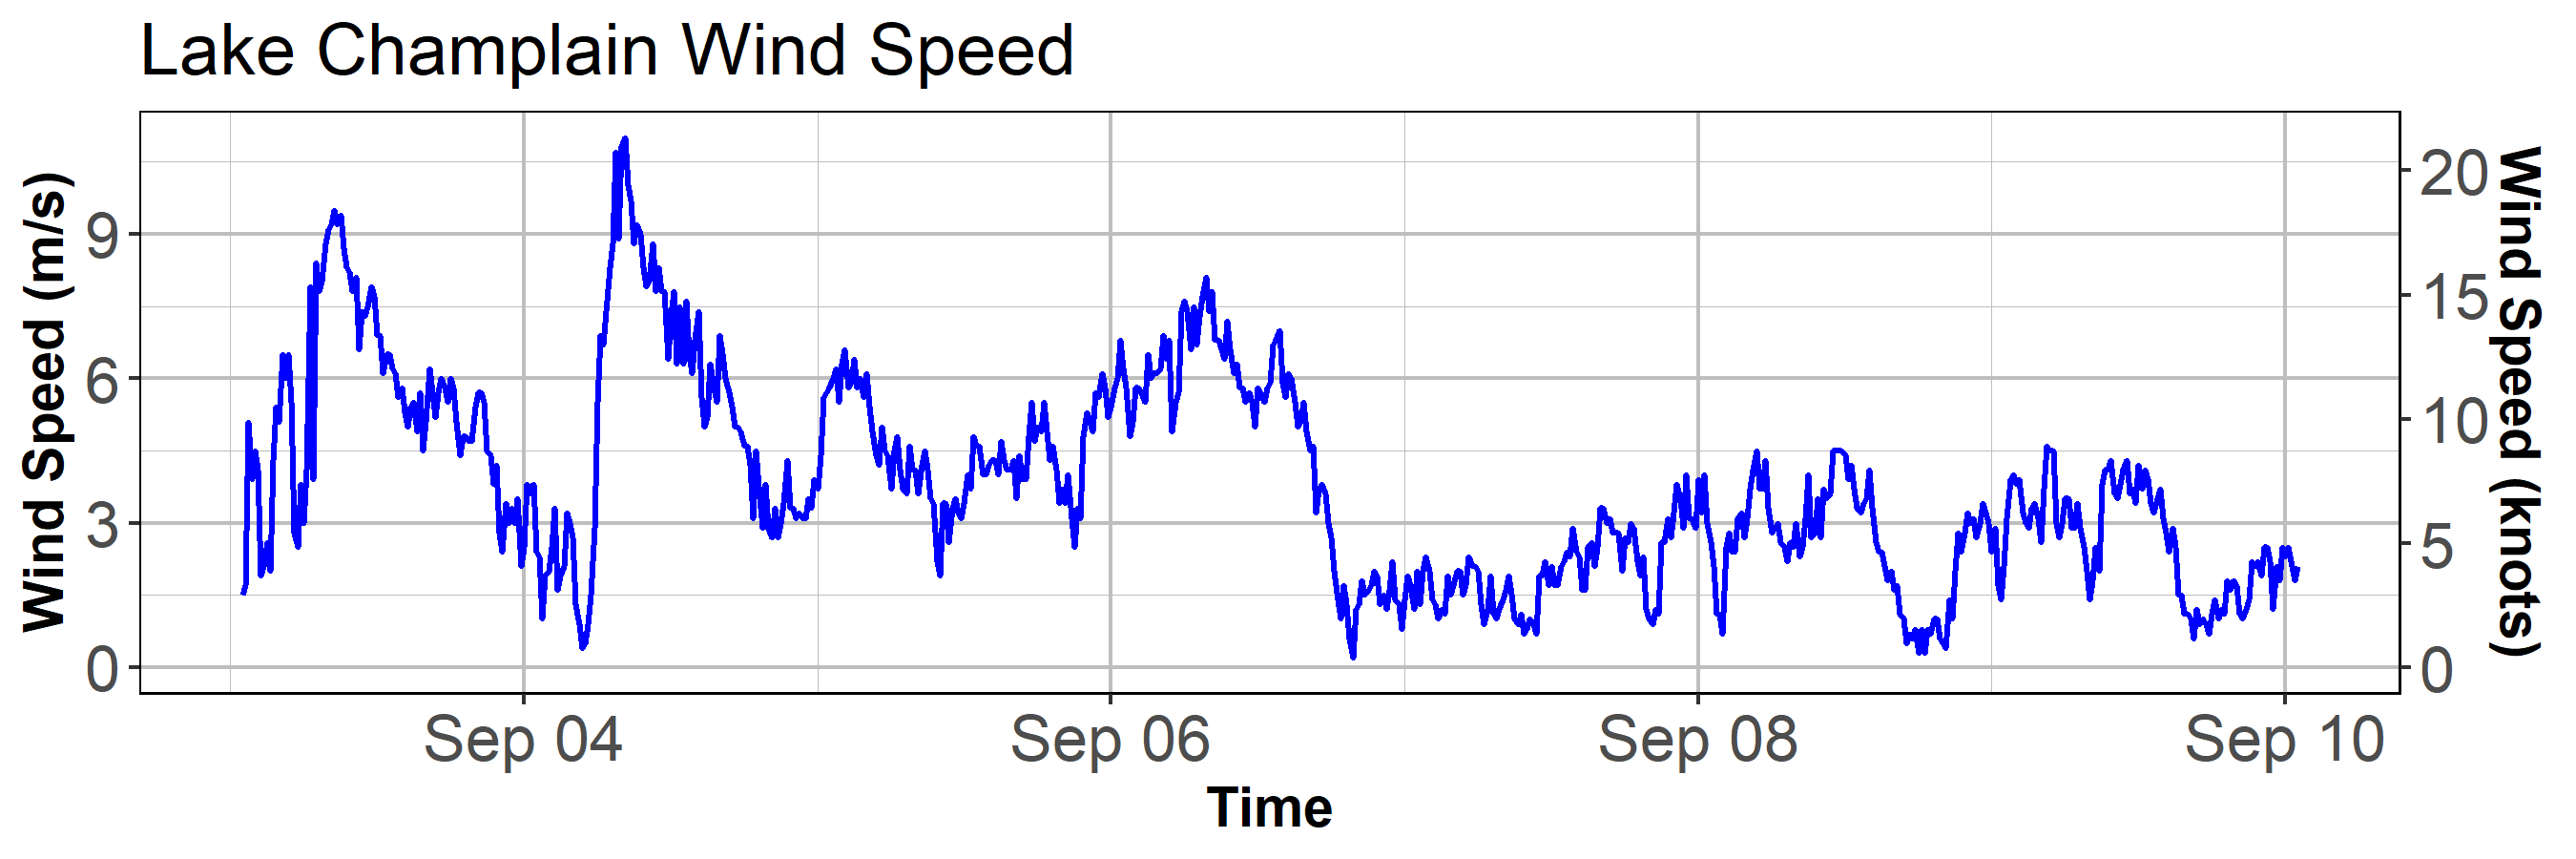 Lake Champlain Wind Speed
Wind Speed (m/s)
9
6
3
0
20
15
10
5
0
Wind Speed (knots)
Sep 04
Sep 06
Sep 08
Sep 10
Time